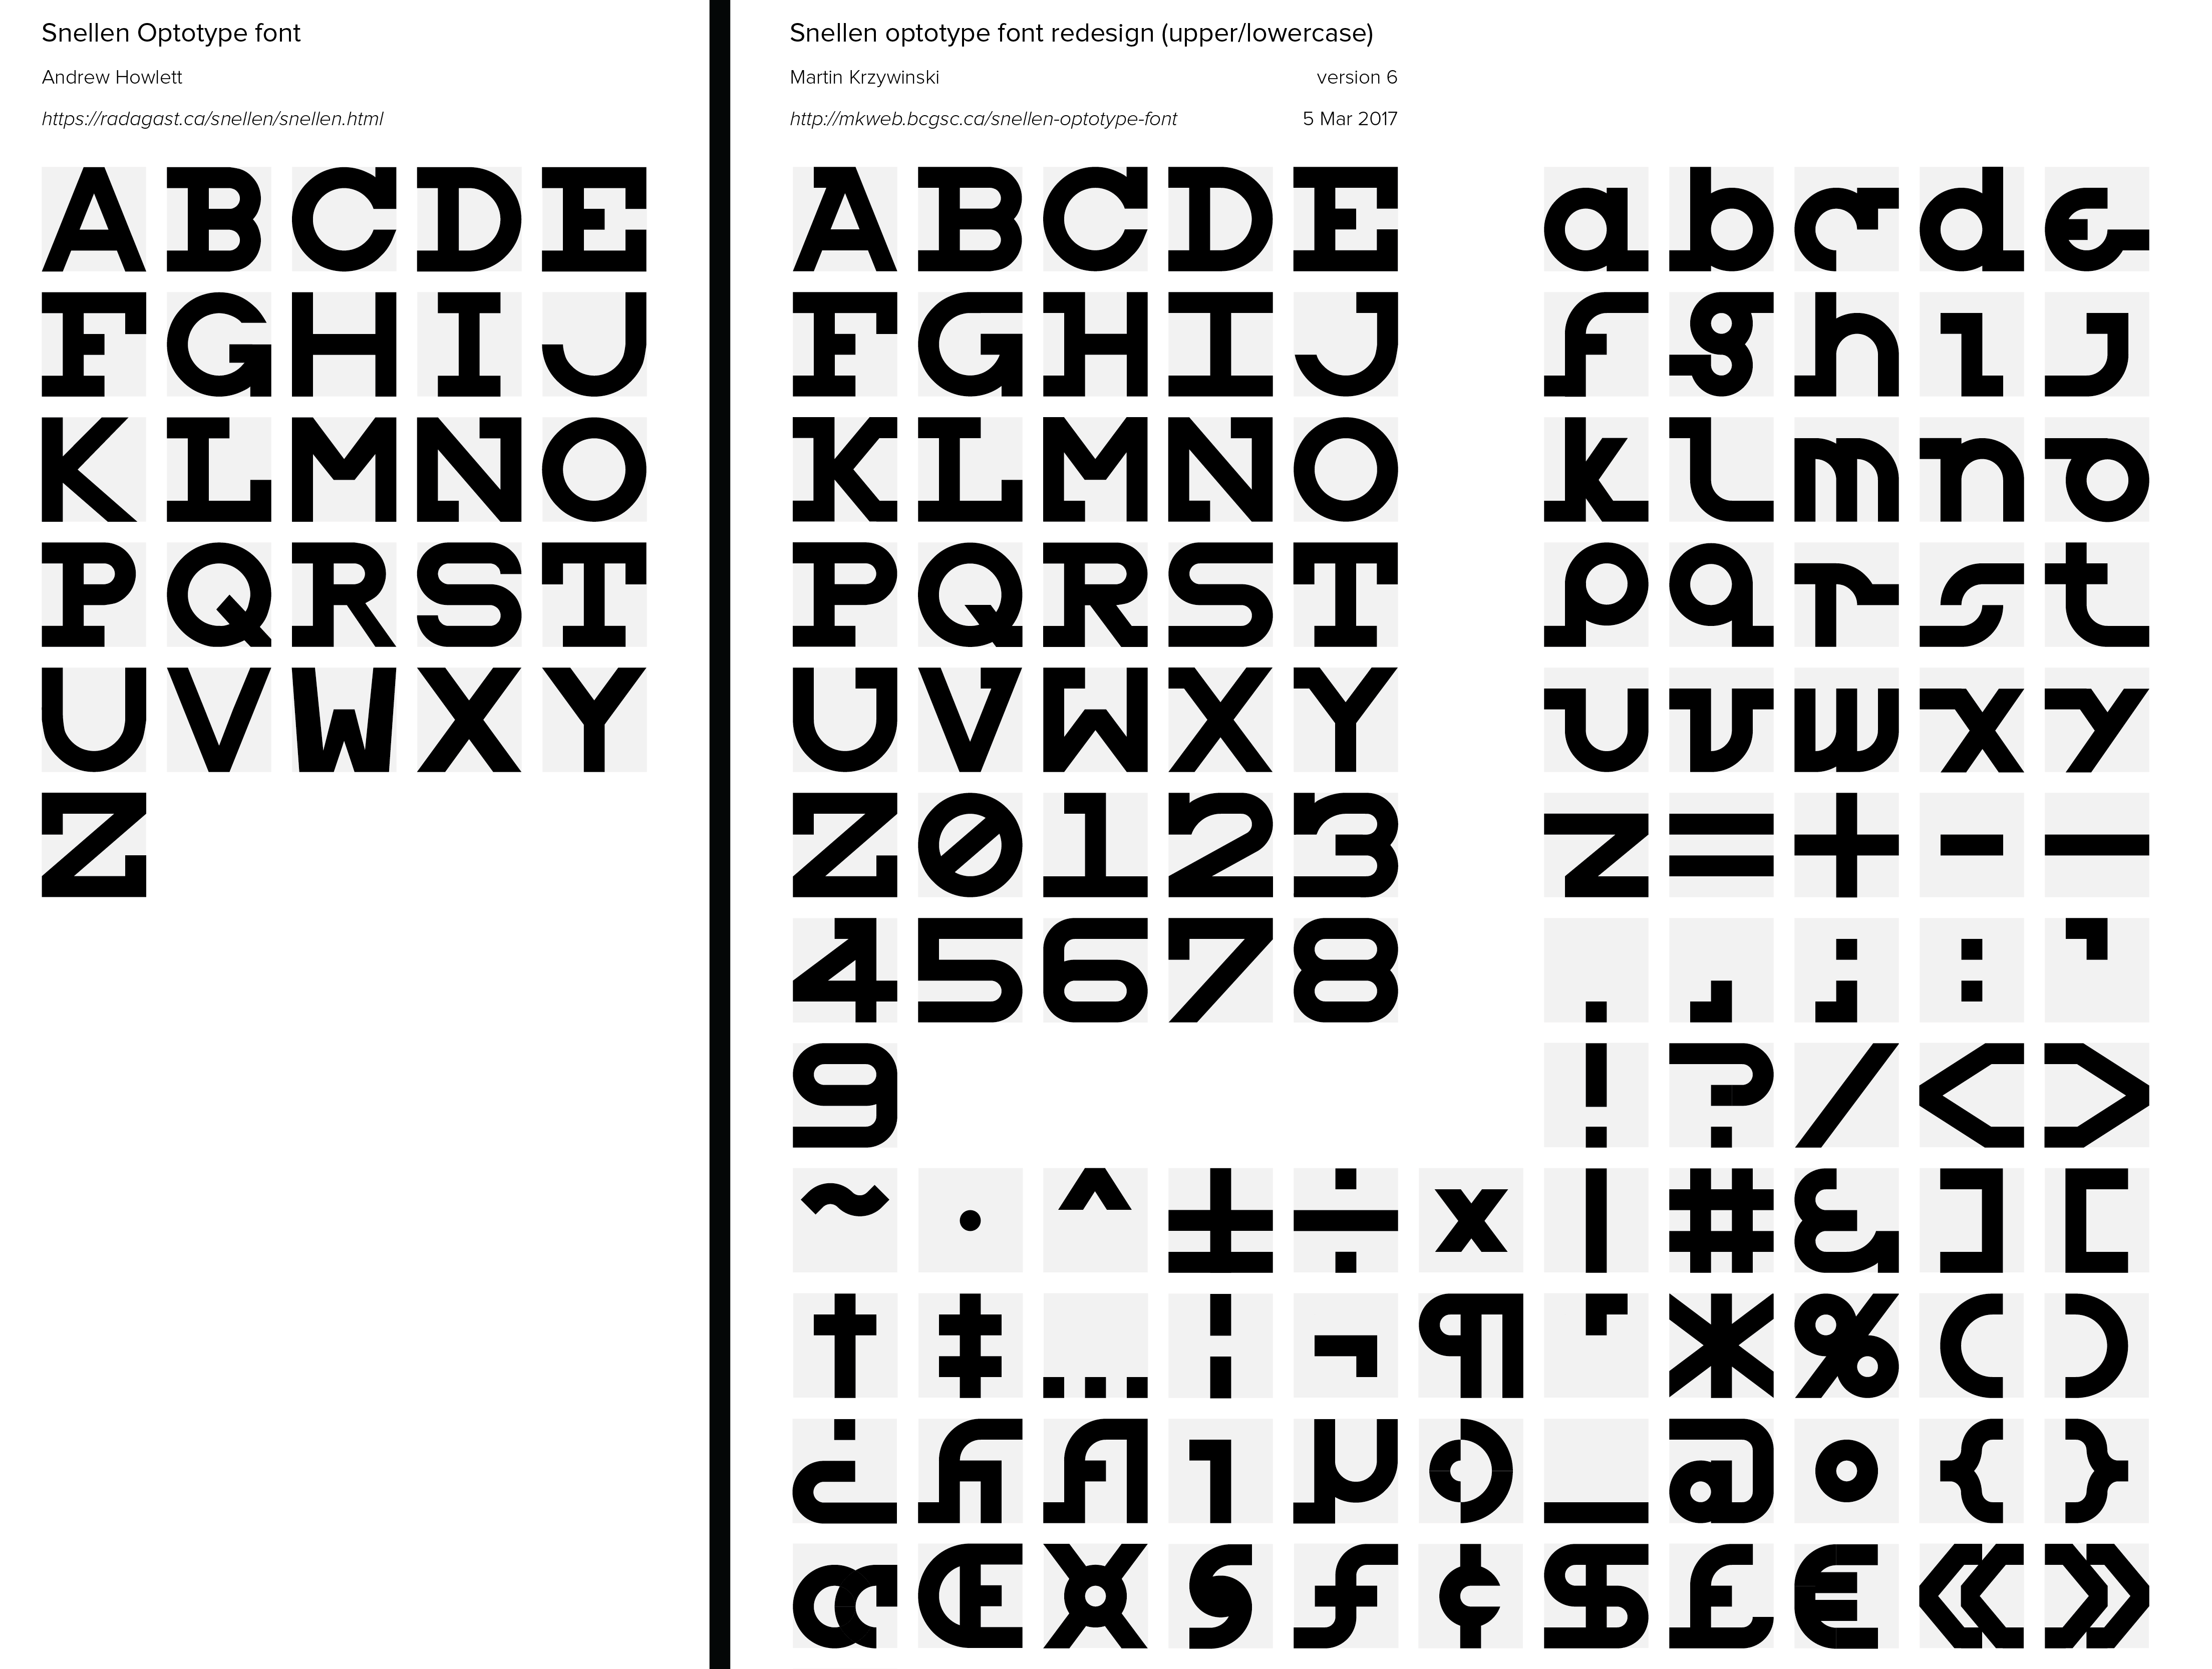 Snellen Optotype font
Andrew Howlett
https://radagast.ca/snellen/snellen.html
A B C D E
F G H I J
K L M N O
P Q R S T
U V W X Y
Z
Snellen optotype font redesign (upper/lowercase)
Martin Krzywinski version 6
http://mkweb.bcgsc.ca/snellen-optotype-font 5 Mar 2017
A B C D E a b c d e
F G H I J f g h i j
K L M N O k l m n o
P Q R S T p q r s t
U V W X Y u v w x y
Z 0 1 2 3 z = + - –
4 5 6 7 8 . , ; : '
9 ! ? / < >
~ · ^ ± ÷ × | # & ] [
† ‡ … ¦ ¬ ¶ ‘ * % ( )
¿ ı µ _ @ ° { }
œ Œ ¤ ƒ ¢ $ £ € « »